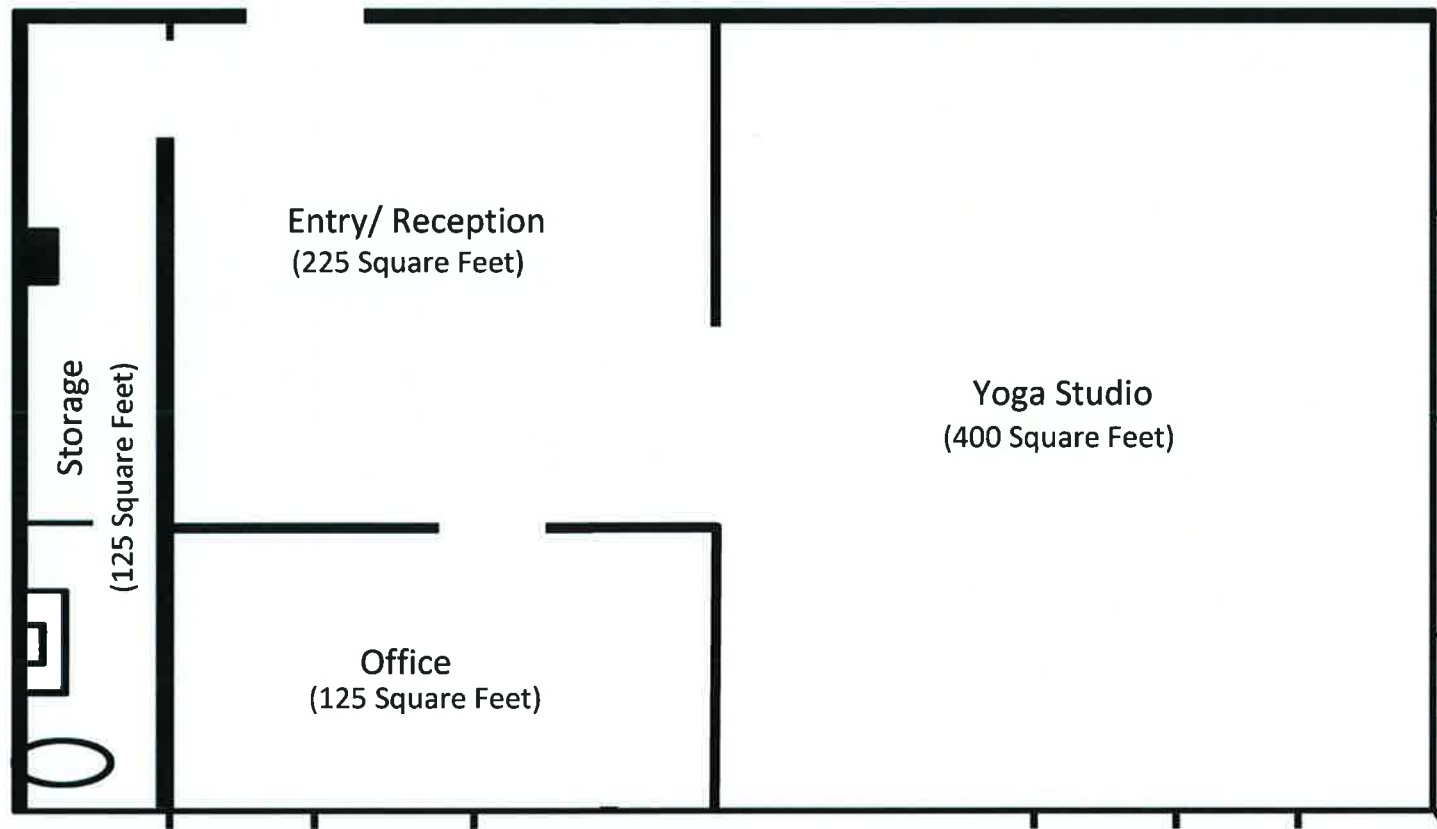 Entry/ Reception
(225 Square Feet)
Storage
(125 Square Feet)
Yoga Studio
(400 Square Feet)
Office
(125 Square Feet)